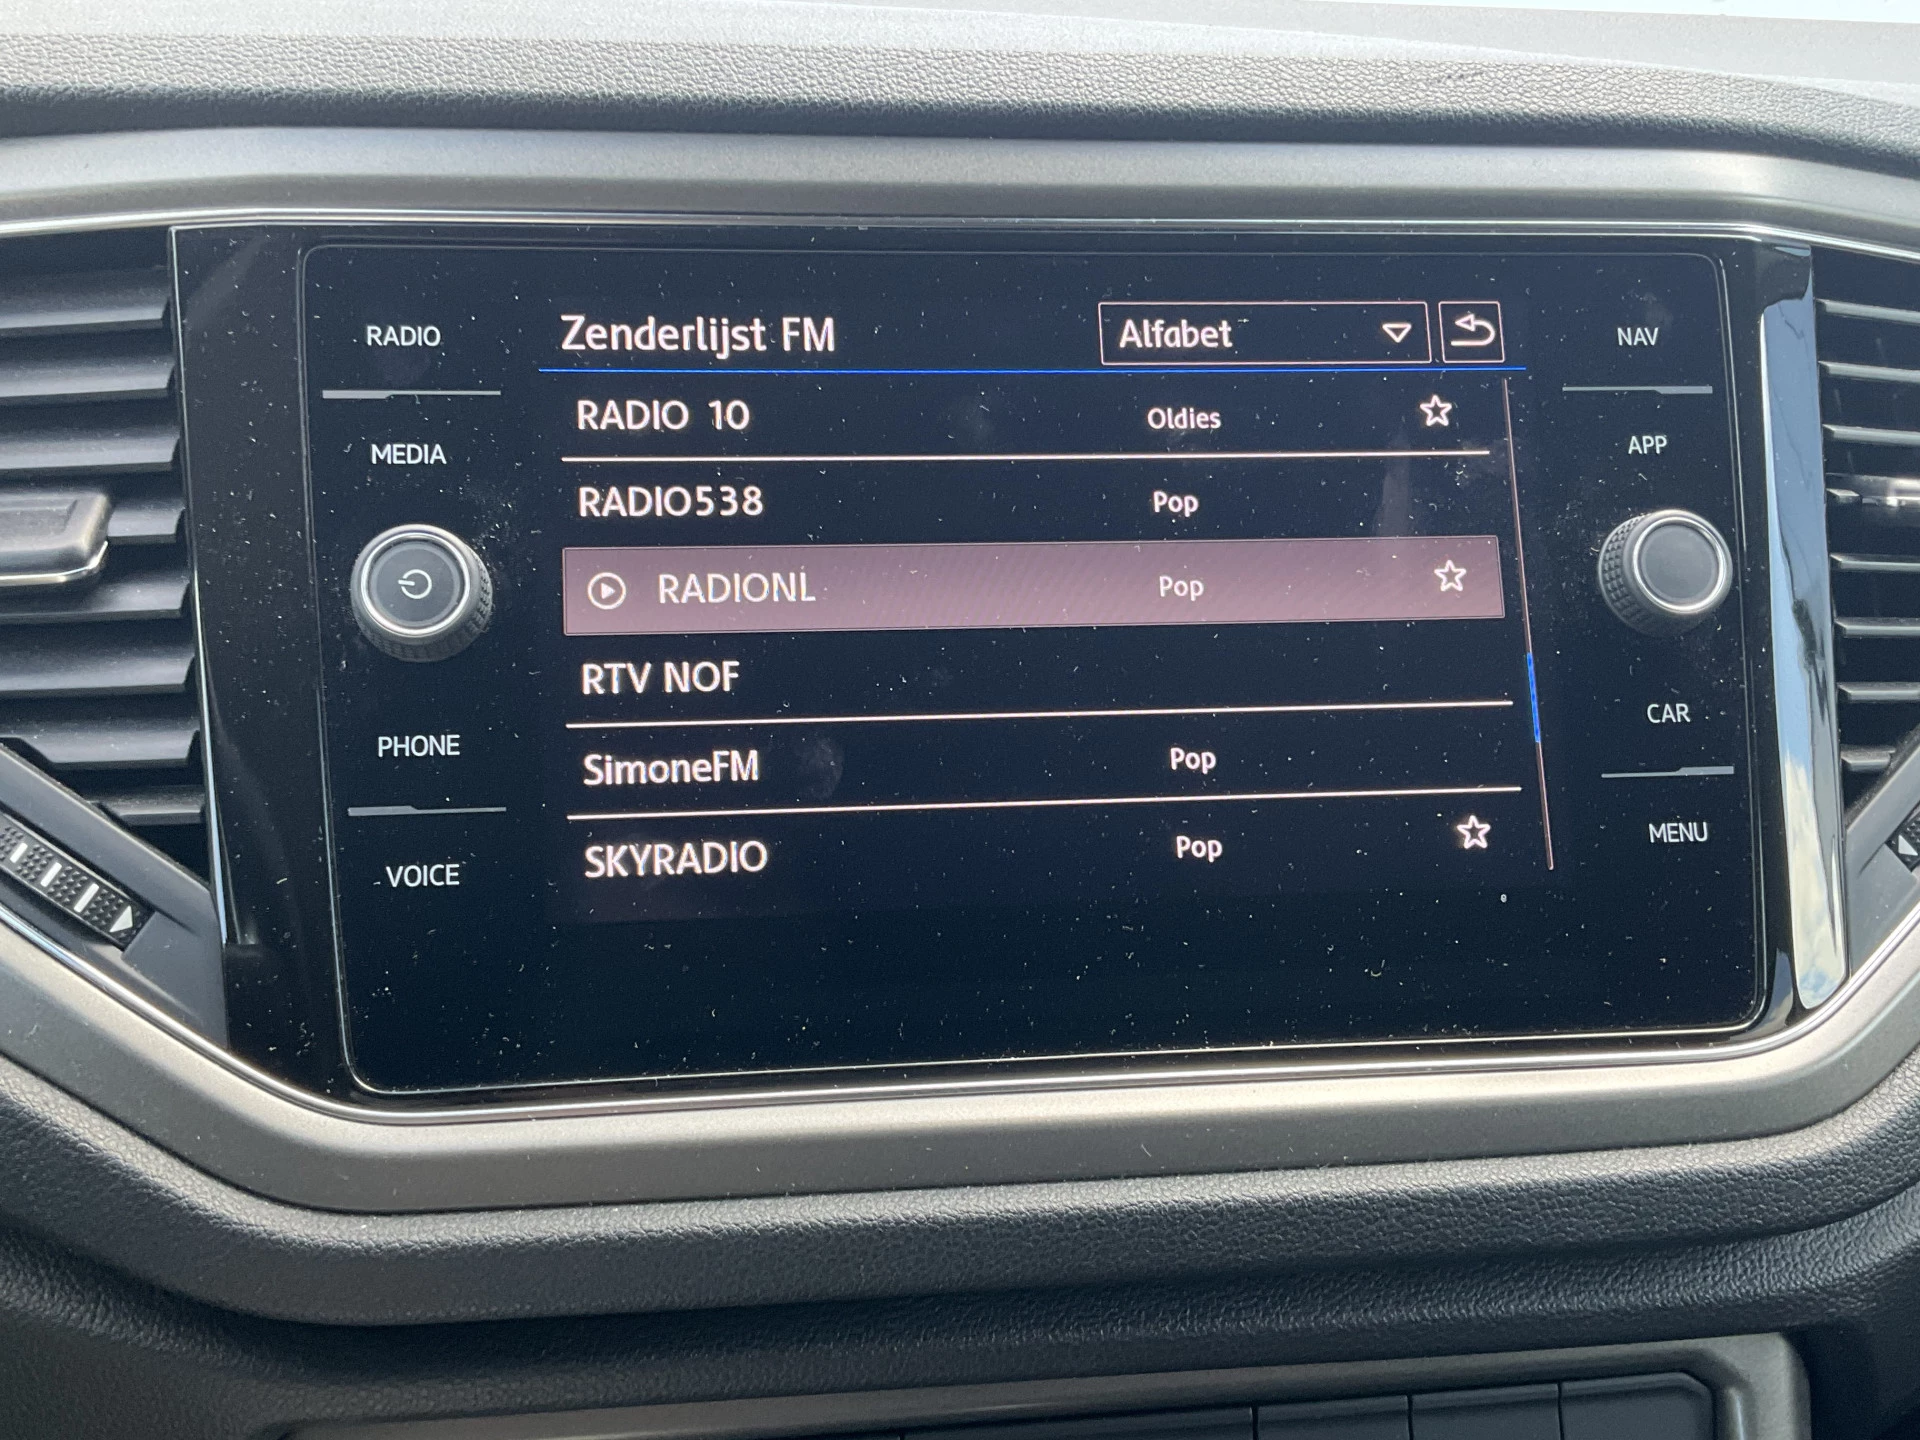 RADIO
MEDIA
PHONE
VOICE
Zenderlijst FM Alfabet
RADIO 10 Oldies
RADIO538 Pop
RADIONL Pop
RTV NOF
SimoneFM Pop
SKYRADIO Pop
NAV
APP
CAR
MENU